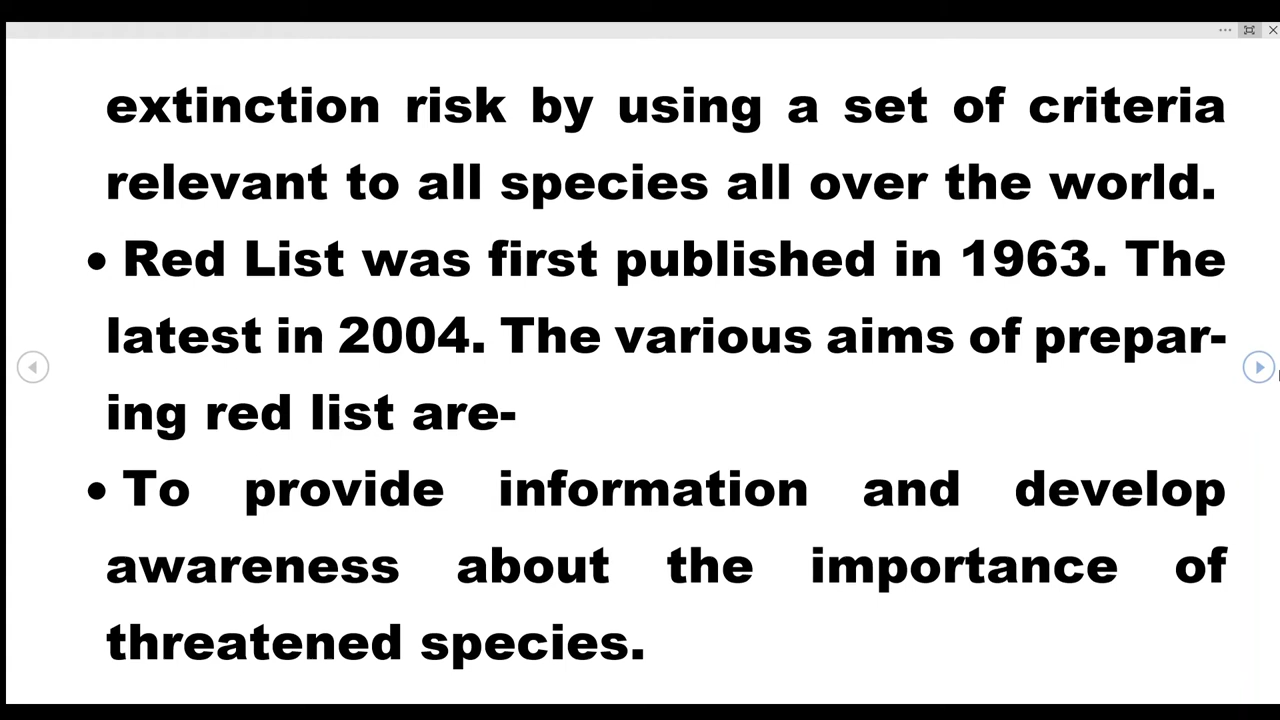 extinction risk by using a set of criteria
relevant to all species all over the world.
• Red List was first published in 1963. The
latest in 2004. The various aims of prepar-
ing red list are-
• To provide information and develop
awareness about the importance of
threatened species.